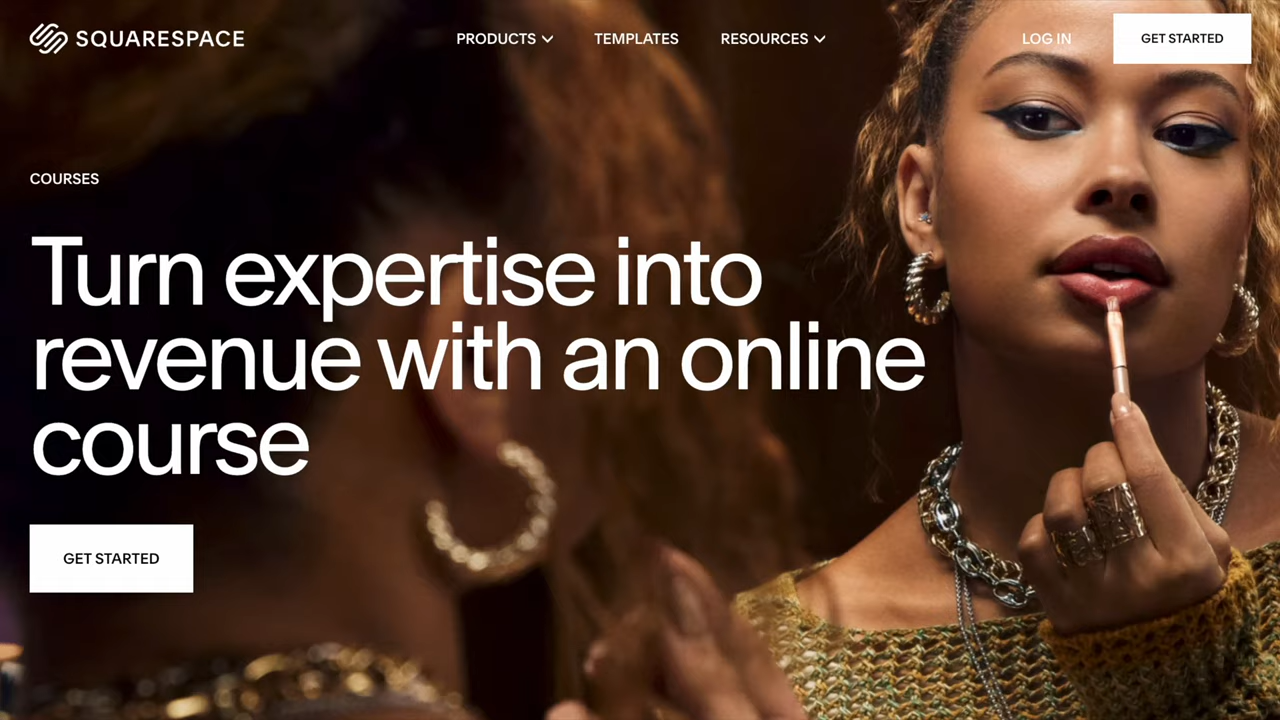 SQUARESPACE
PRODUCTS
TEMPLATES
RESOURCES
LOG IN
GET STARTED
COURSES
Turn expertise into
revenue with an online
course
GET STARTED